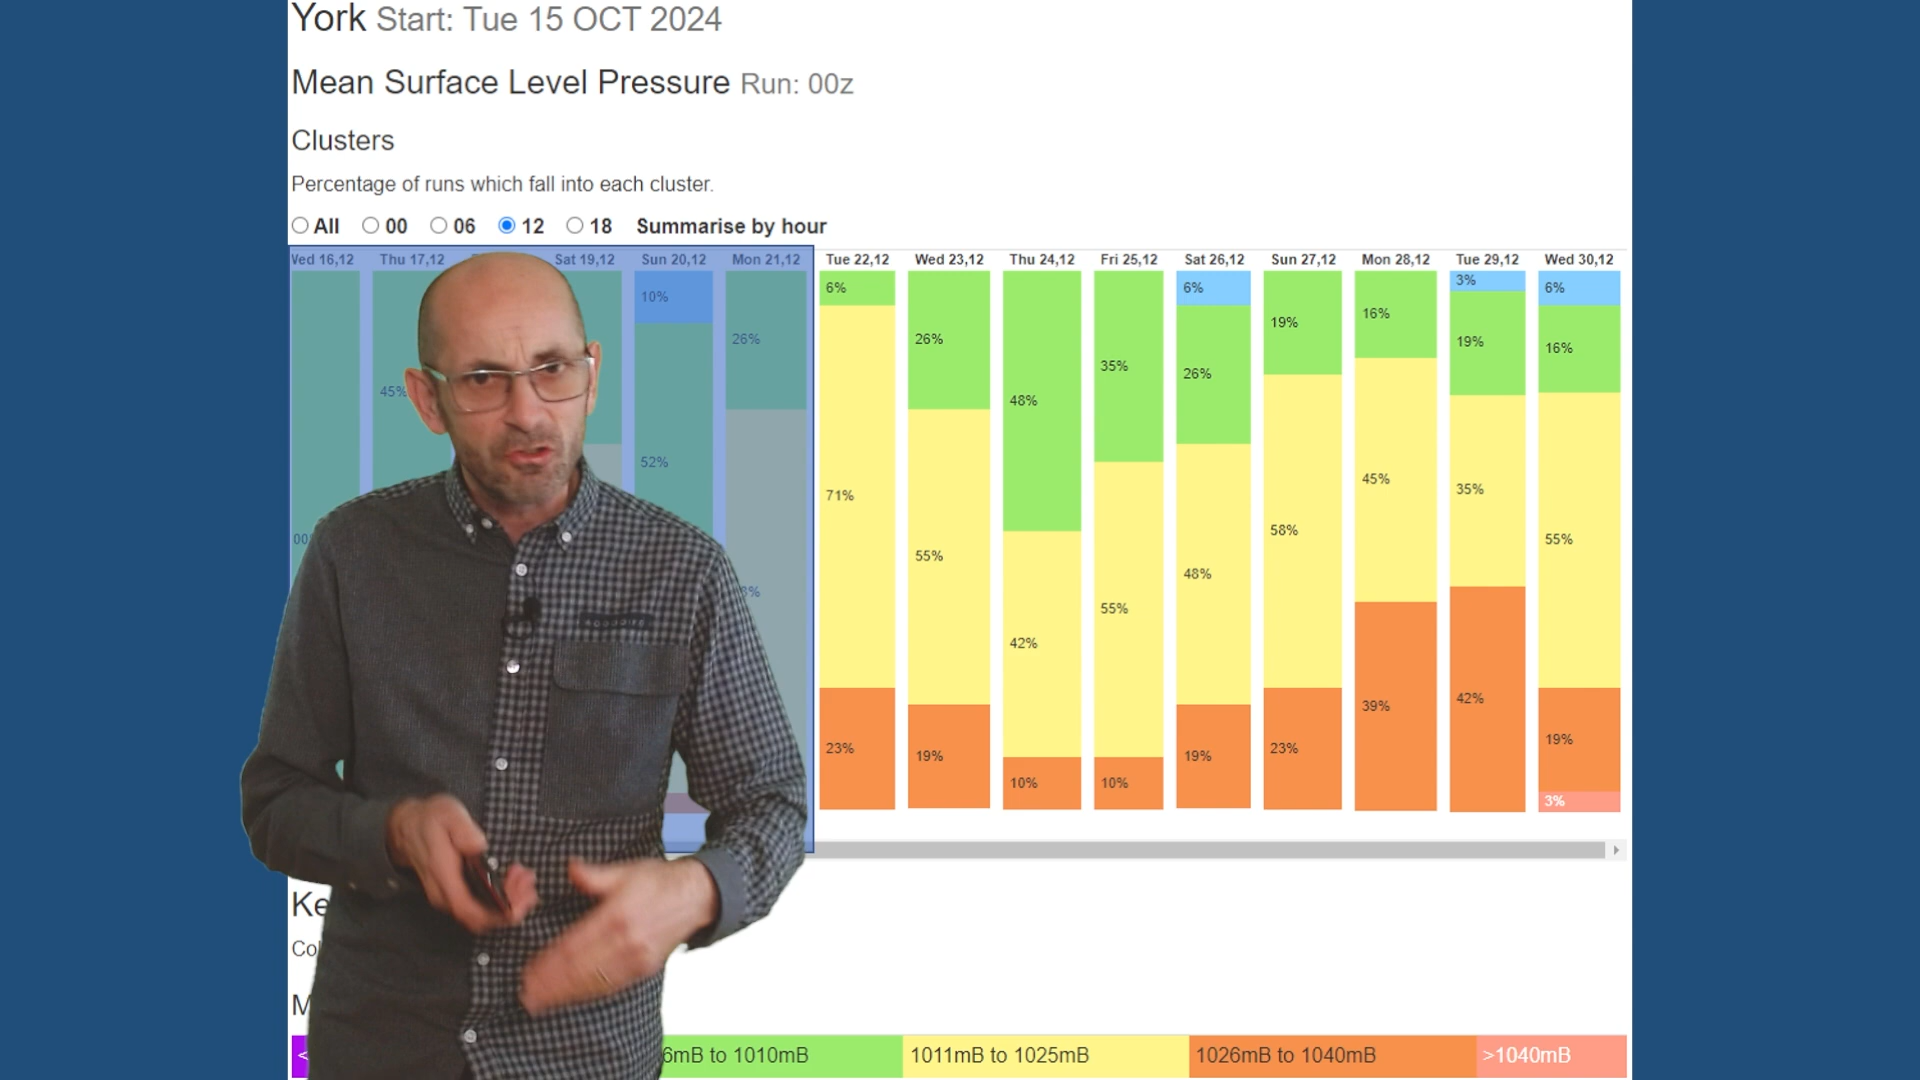 York Start: Tue 15 OCT 2024
Mean Surface Level Pressure Run: 00z
Clusters
Percentage of runs which fall into each cluster.
All 00 06 12 18 Summarise by hour
Wed 16,12 Thu 17,12 Sat 19,12 Sun 20,12 Mon 21,12 Tue 22,12 Wed 23,12 Thu 24,12 Fri 25,12 Sat 26,12 Sun 27,12 Mon 28,12 Tue 29,12 Wed 30,12
10% 6% 6% 3% 6%
45% 26% 26% 48% 35% 26% 19% 16% 19% 16%
52% 71% 55% 42% 55% 48% 58% 45% 35% 55%
23% 19% 10% 10% 19% 23% 39% 42% 19%
3%
6mB to 1010mB 1011mB to 1025mB 1026mB to 1040mB >1040mB